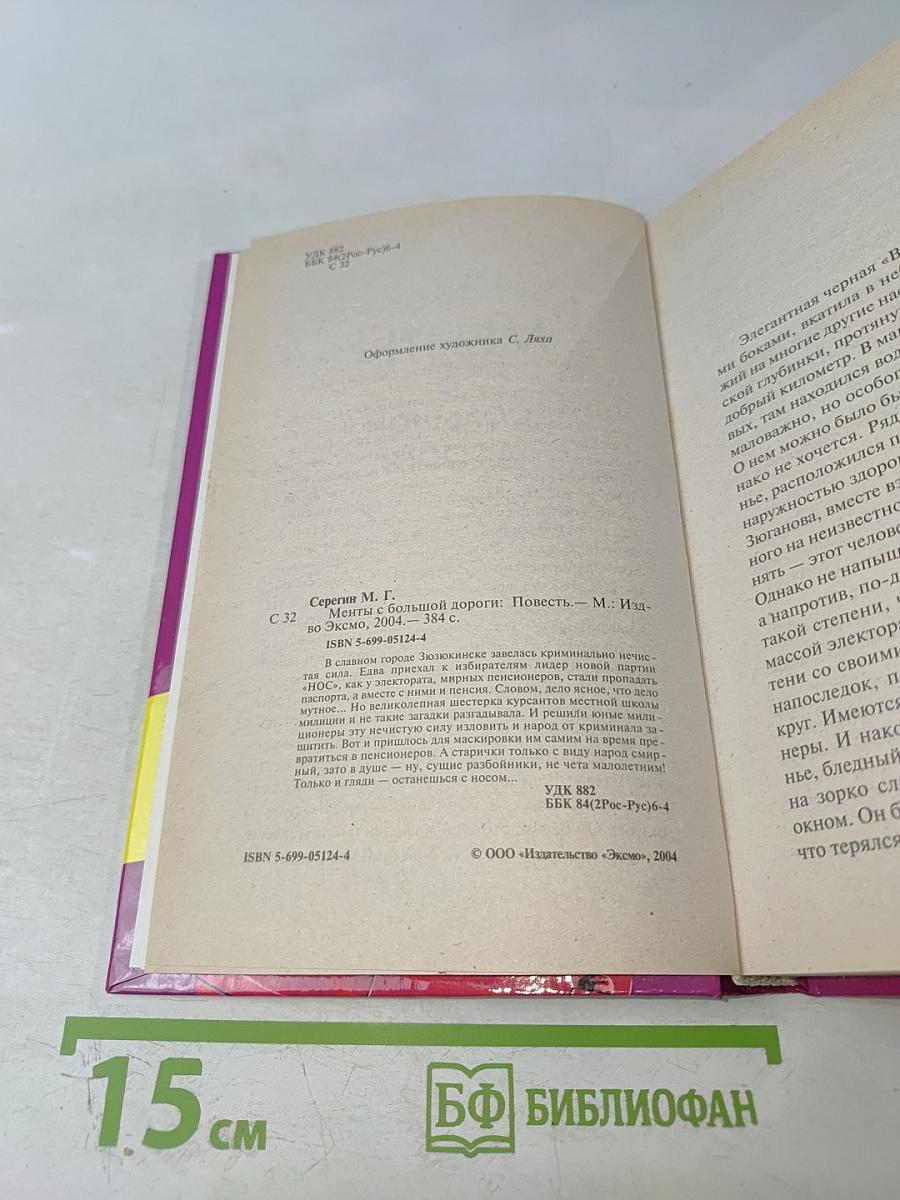 УДК 882
ББК 84(2Рос-Рус)6-4
С 32
Оформление художника С. Ляха
Серегин М. Г.
С 32 Менты с большой дороги: Повесть.— М.: Изд-
во Эксмо, 2004.— 384 с.
ISBN 5-699-05124-4
В славном городе Зюзюкинске завелась криминально нечис-
тая сила. Едва приехал к избирателям лидер новой партии
«НОС», как у электората, мирных пенсионеров, стали пропадать
паспорта, а вместе с ними и пенсия. Словом, дело ясное, что дело
мутное... Но великолепная шестерка курсантов местной школы
милиции и не такие загадки разгадывала. И решили юные мили-
ционеры эту нечистую силу изловить и народ от криминала за-
щитить. Вот и пришлось для маскировки им самим на время пре-
вратиться в пенсионеров. А старички только с виду народ смир-
ный, зато в душе — ну, сущие разбойники, не чета малолетним!
Только и гляди — останешься с носом...
УДК 882
ББК 84(2Рос-Рус)6-4
ISBN 5-699-05124-4 © ООО «Издательство «Эксмо», 2004
Элегантная черная «В
ми боками, вкатила в не
жий на многие другие нас
ской глубинки, протяну
добрый километр. В ма
вых, там находился вод
маловажно, но особог
О нем можно было бы
нако не хочется. Ряд
нье, расположился п
наружностью здоро
Зюганова, вместе вз
ного на неизвестно
нять — этот челове
Однако не напыщ
а напротив, по-д
такой степени, ч
массой электора
тени со своими
напоследок, п
круг. Имеются
неры. И нако
нье, бледный
на зорко сл
окном. Он б
что терялся
15 см
БФ БИБЛИОФАН